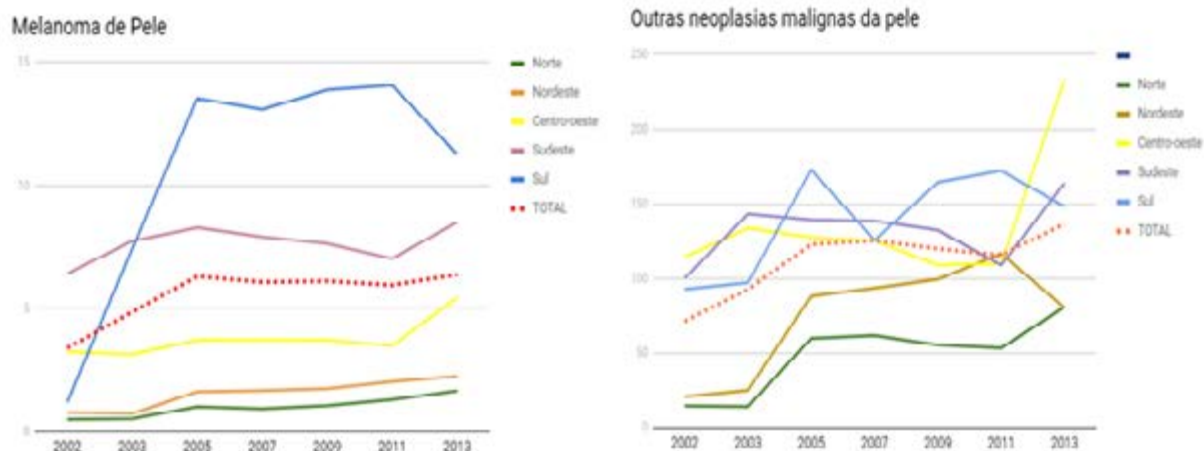 Melanoma de Pele
15
10
5
0
2002 2003 2005 2007 2009 2011 2013
Norte
Nordeste
Centro-oeste
Sudeste
Sul
TOTAL
Outras neoplasias malignas da pele
250
200
150
100
50
0
2002 2003 2005 2007 2009 2011 2013
Norte
Nordeste
Centro-oeste
Sudeste
Sul
TOTAL